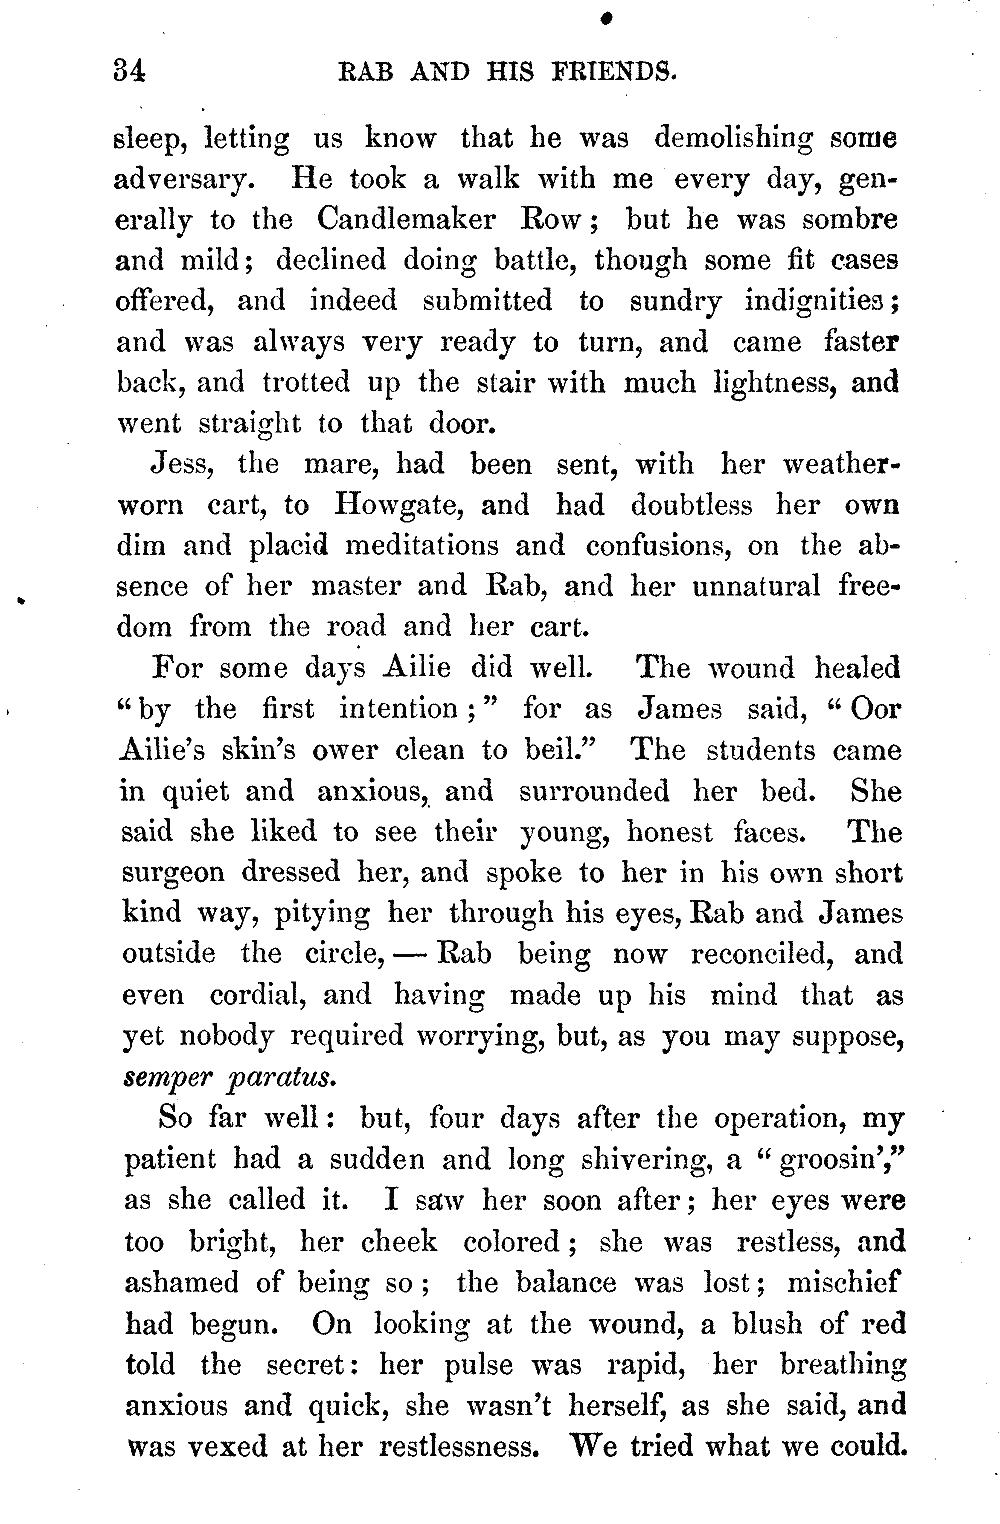 34 RAB AND HIS FRIENDS.
sleep, letting us know that he was demolishing some
adversary. He took a walk with me every day, gen-
erally to the Candlemaker Row; but he was sombre
and mild; declined doing battle, though some fit cases
offered, and indeed submitted to sundry indignities;
and was always very ready to turn, and came faster
back, and trotted up the stair with much lightness, and
went straight to that door.
Jess, the mare, had been sent, with her weather-
worn cart, to Howgate, and had doubtless her own
dim and placid meditations and confusions, on the ab-
sence of her master and Rab, and her unnatural free-
dom from the road and her cart.
For some days Ailie did well. The wound healed
“by the first intention;” for as James said, “Oor
Ailie’s skin’s ower clean to beil.” The students came
in quiet and anxious, and surrounded her bed. She
said she liked to see their young, honest faces. The
surgeon dressed her, and spoke to her in his own short
kind way, pitying her through his eyes, Rab and James
outside the circle, — Rab being now reconciled, and
even cordial, and having made up his mind that as
yet nobody required worrying, but, as you may suppose,
semper paratus.
So far well: but, four days after the operation, my
patient had a sudden and long shivering, a “groosin’,”
as she called it. I saw her soon after; her eyes were
too bright, her cheek colored; she was restless, and
ashamed of being so; the balance was lost; mischief
had begun. On looking at the wound, a blush of red
told the secret: her pulse was rapid, her breathing
anxious and quick, she wasn’t herself, as she said, and
was vexed at her restlessness. We tried what we could.